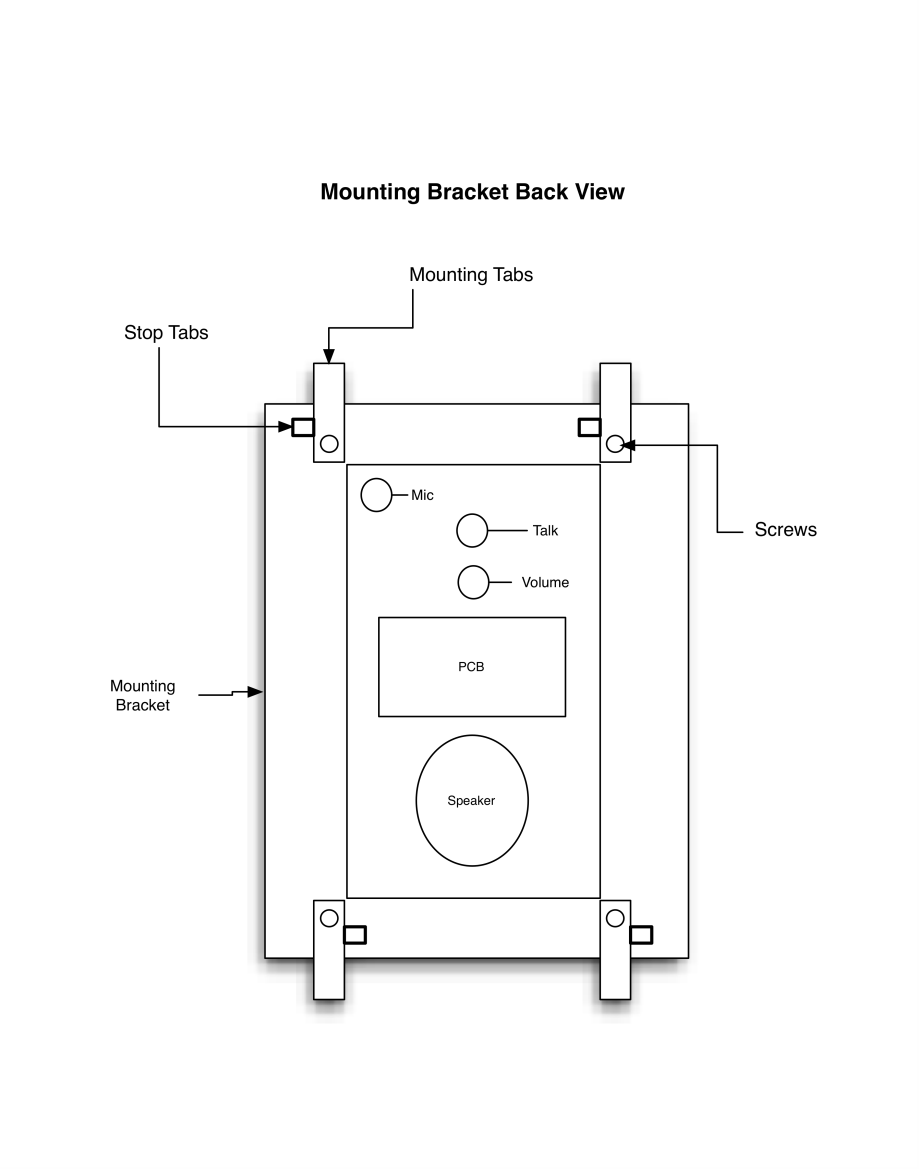 Mounting Bracket Back View
Mounting Tabs
Stop Tabs
Mic
Talk
Screws
Volume
PCB
Mounting
Bracket
Speaker